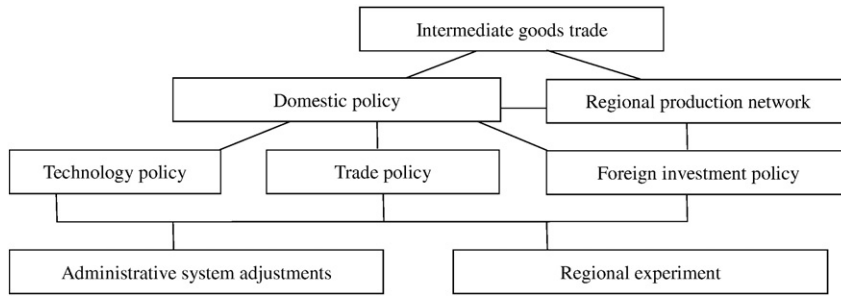 Intermediate goods trade
Domestic policy
Regional production network
Technology policy
Trade policy
Foreign investment policy
Administrative system adjustments
Regional experiment